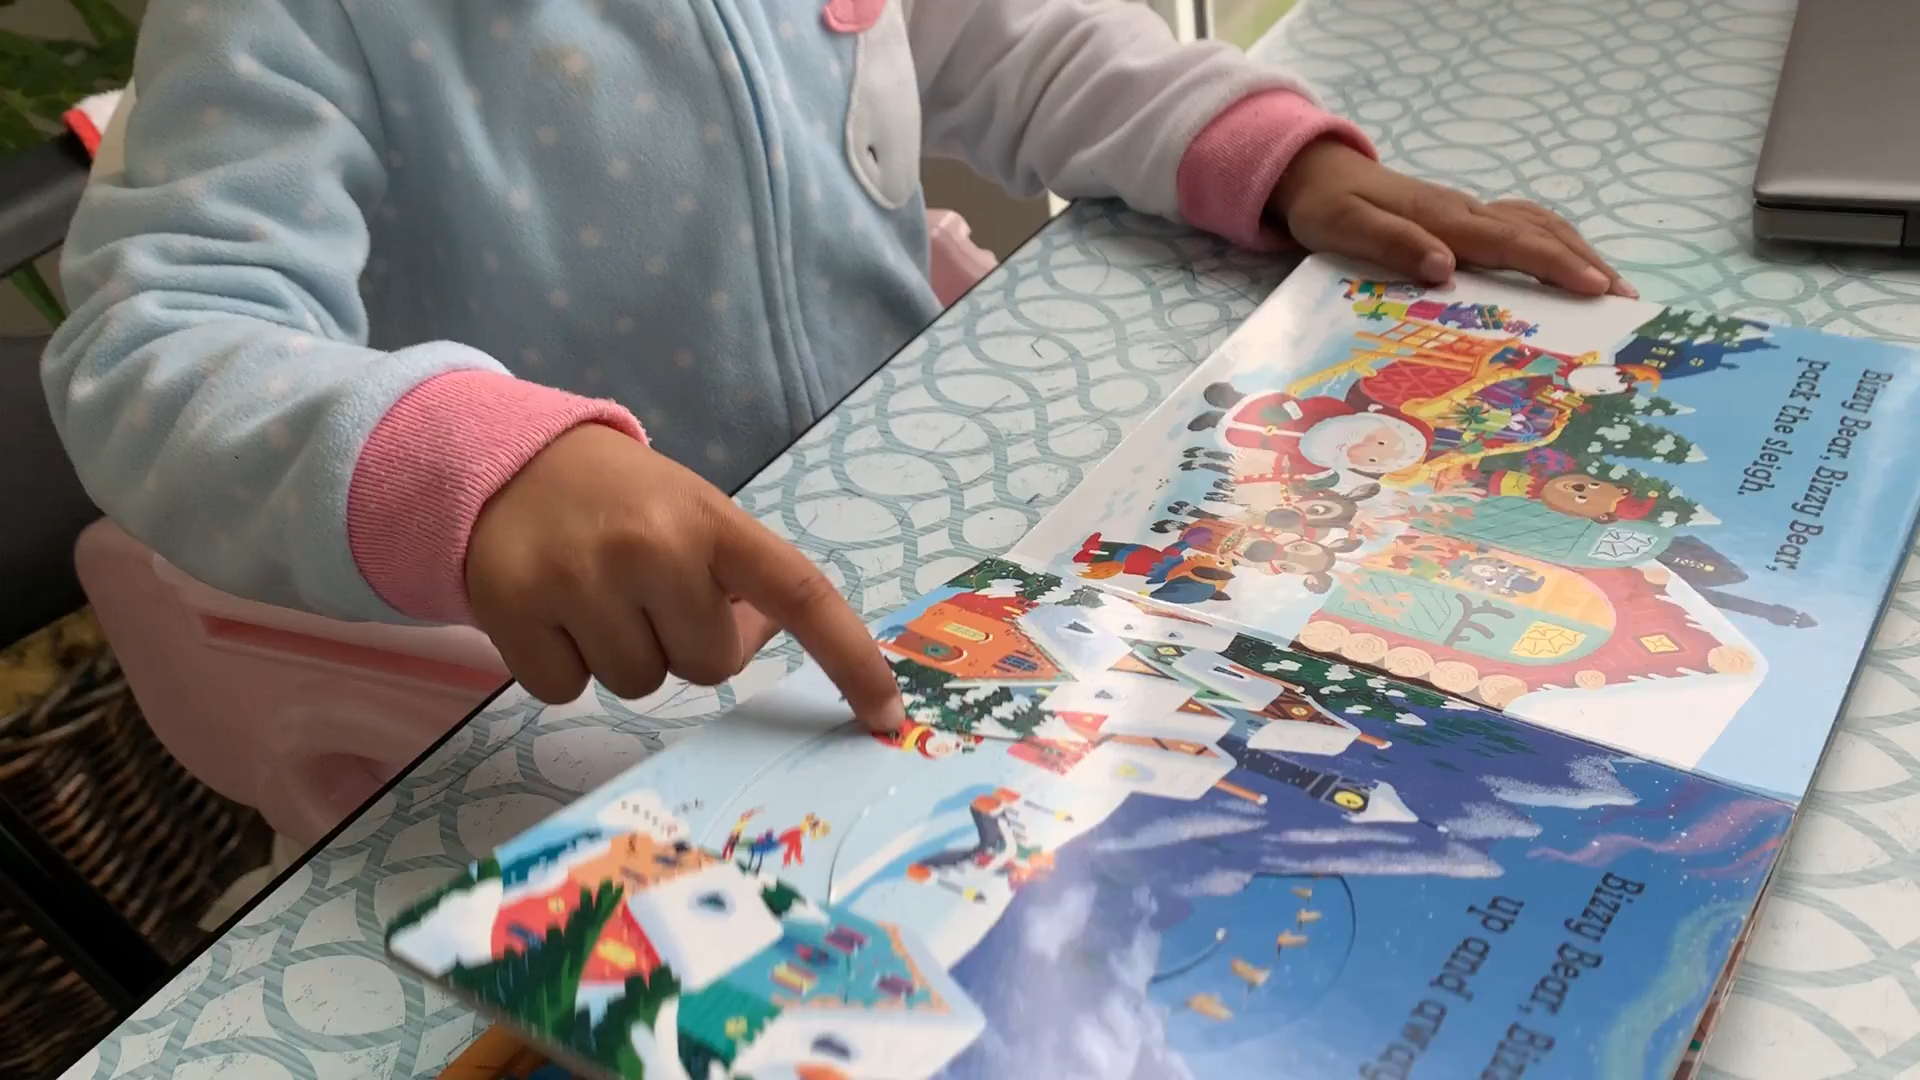 Bizzy Bear, Bizzy Bear,
pack the sleigh.
Bizzy Bear, Bizz
up and away